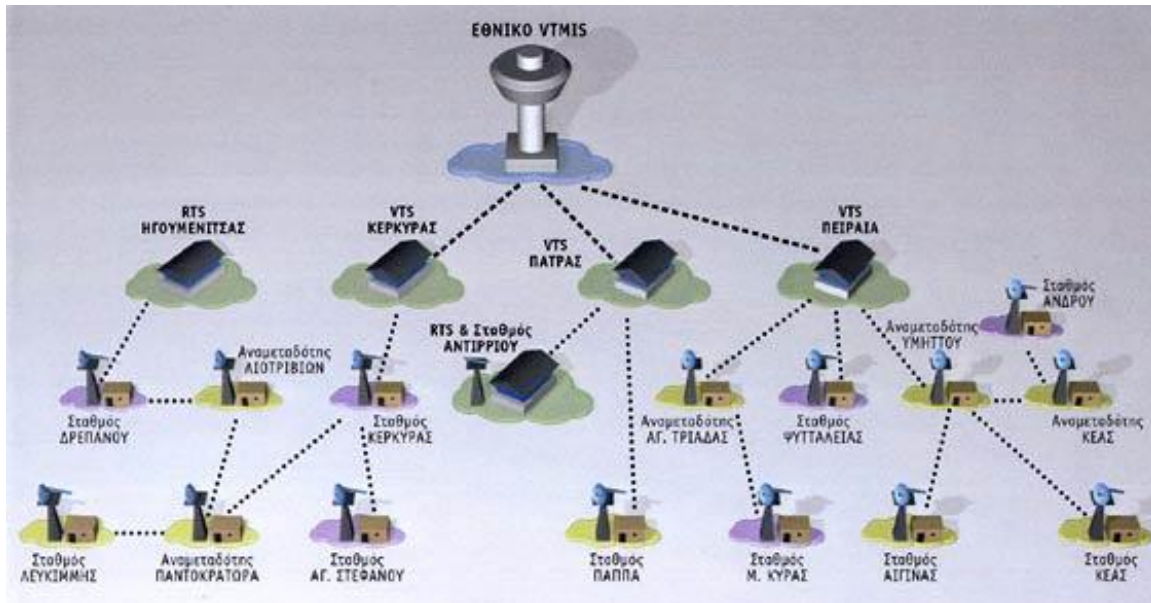 ΕΘΝΙΚΟ VTMIS
RTS
ΗΓΟΥΜΕΝΙΤΣΑΣ
VTS
ΚΕΡΚΥΡΑΣ
VTS
ΠΑΤΡΑΣ
VTS
ΠΕΙΡΑΙΑ
Σταθμός
ΑΝΔΡΟΥ
Αναμεταδότης
ΛΙΟΤΡΙΒΙΩΝ
RTS & Σταθμός
ΑΝΤΙΡΡΙΟΥ
Αναμεταδότης
ΥΜΗΤΤΟΥ
Σταθμός
ΔΡΕΠΑΝΟΥ
Σταθμός
ΚΕΡΚΥΡΑΣ
Αναμεταδότης
ΑΓ. ΤΡΙΑΔΑΣ
Σταθμός
ΨΥΤΤΑΛΕΙΑΣ
Αναμεταδότης
ΚΕΑΣ
Σταθμός
ΛΕΥΚΙΜΜΗΣ
Αναμεταδότης
ΠΑΝΤΟΚΡΑΤΟΡΑ
Σταθμός
ΑΓ. ΣΤΕΦΑΝΟΥ
Σταθμός
ΠΑΠΠΑ
Σταθμός
Μ. ΚΥΡΑΣ
Σταθμός
ΑΙΓΙΝΑΣ
Σταθμός
ΚΕΑΣ